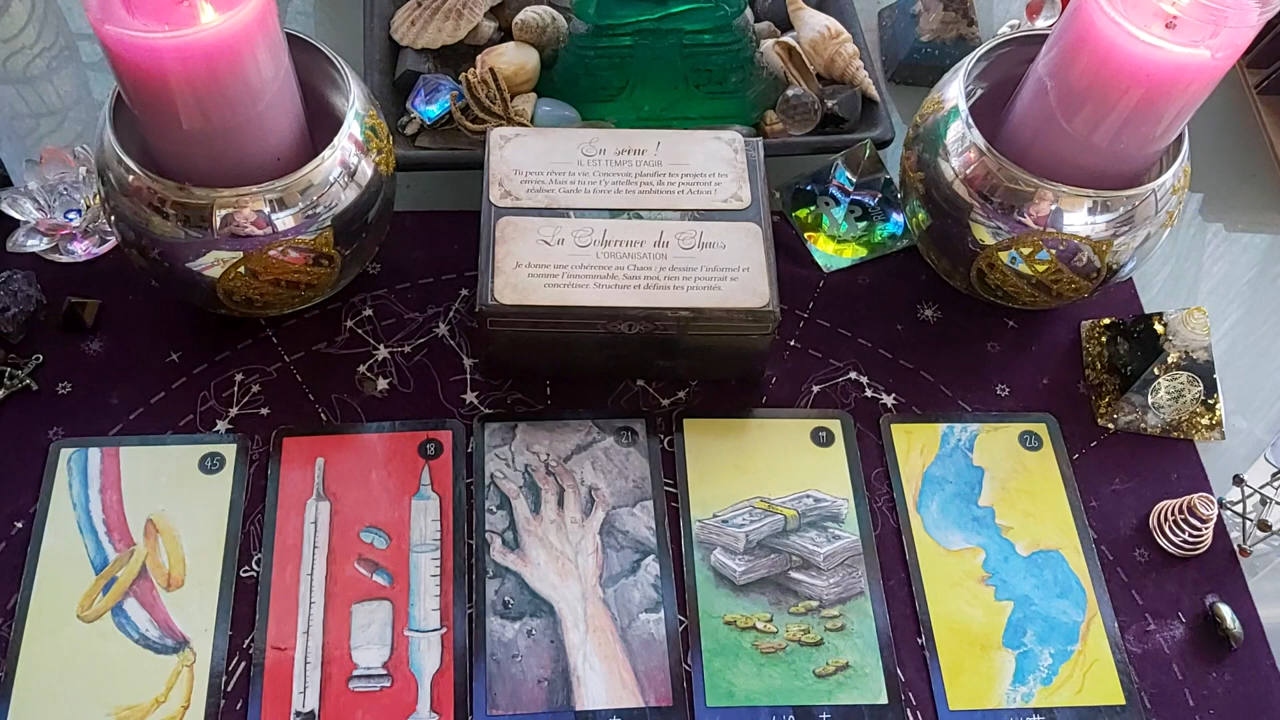 En scène !
IL EST TEMPS D'AGIR
Tu peux rêver ta vie. Concevoir, planifier tes projets et tes
envies. Mais si tu ne t'y attelles pas, ils ne pourront se
réaliser. Garde la force de tes ambitions et Action !
La Cohérence du Chaos
L'ORGANISATION
Je donne une cohérence au Chaos : je dessine l'informel et
nomme l'innommable. Sans moi, rien ne pourrait se
concrétiser. Structure et définis tes priorités.
45
18
21
19
26